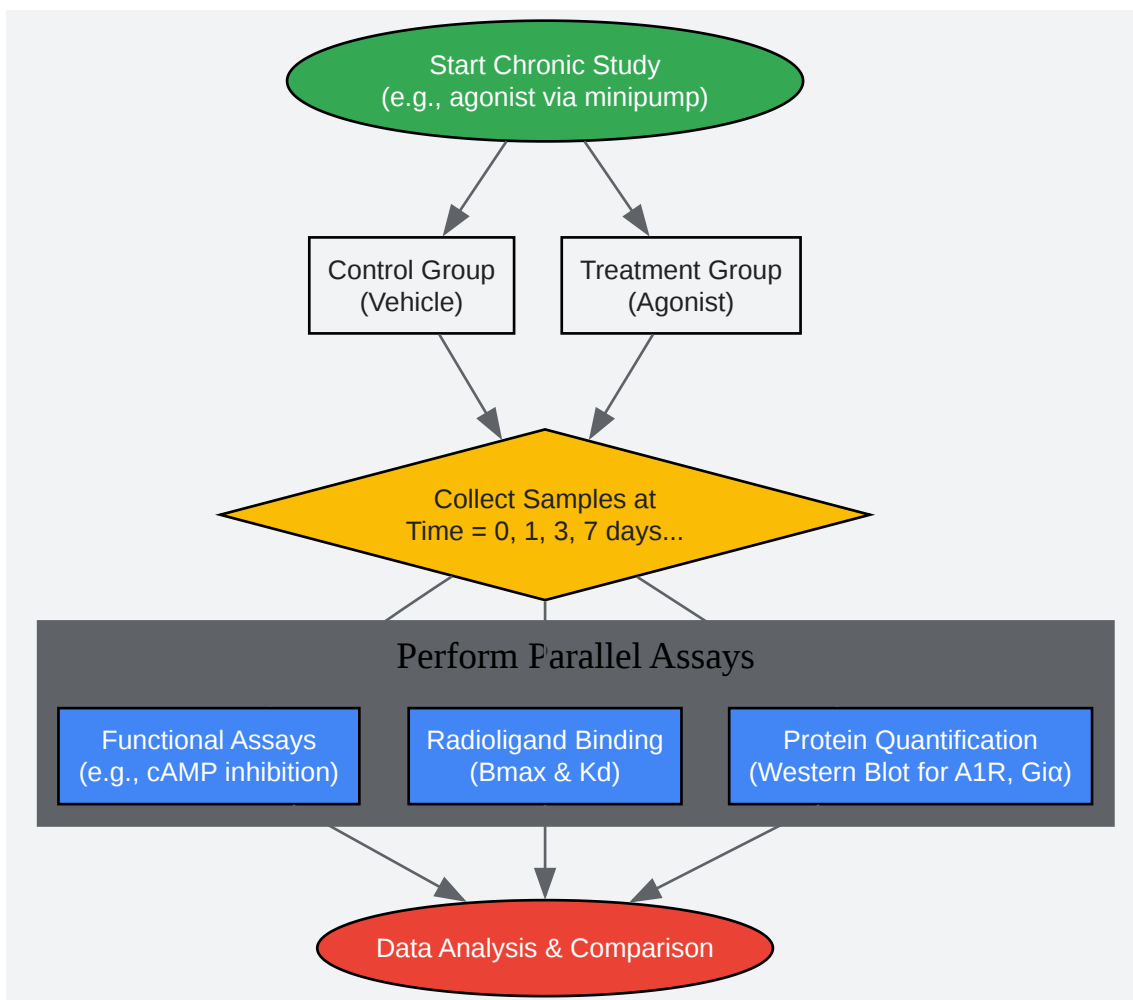 Start Chronic Study
(e.g., agonist via minipump)
Control Group
(Vehicle)
Treatment Group
(Agonist)
Collect Samples at
Time = 0, 1, 3, 7 days...
Perform Parallel Assays
Functional Assays
(e.g., cAMP inhibition)
Radioligand Binding
(Bmax & Kd)
Protein Quantification
(Western Blot for A1R, Giα)
Data Analysis & Comparison